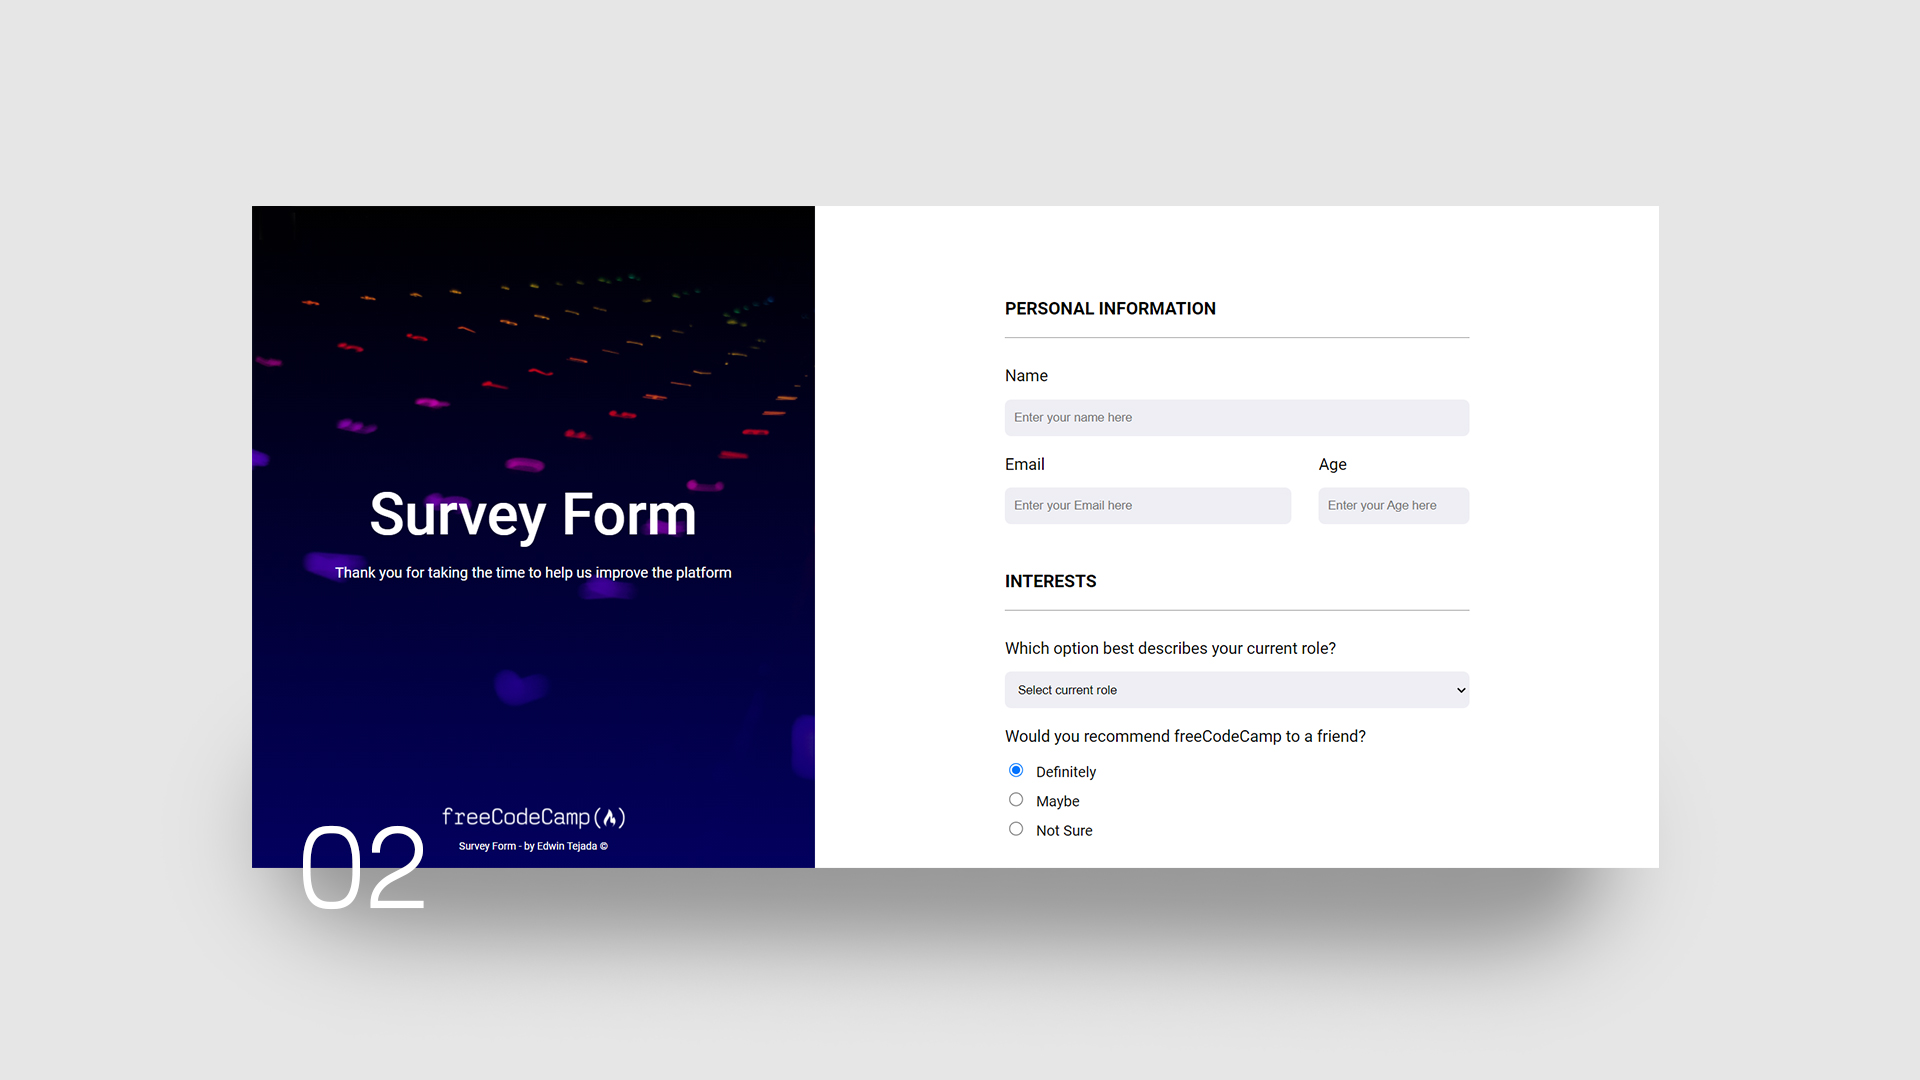 Survey Form
Thank you for taking the time to help us improve the platform
freeCodeCamp
Survey Form - by Edwin Tejada ©
02
PERSONAL INFORMATION
Name
Enter your name here
Email
Age
Enter your Email here
Enter your Age here
INTERESTS
Which option best describes your current role?
Select current role
Would you recommend freeCodeCamp to a friend?
Definitely
Maybe
Not Sure